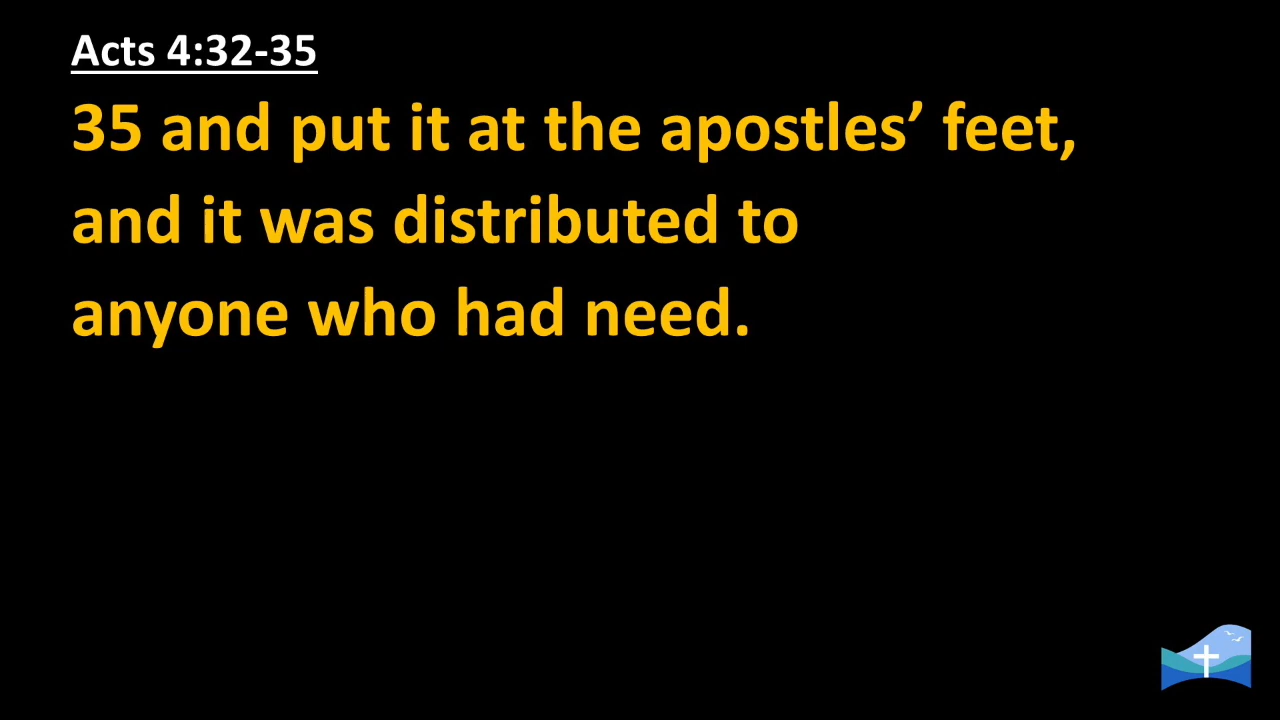 Acts 4:32-35
35 and put it at the apostles’ feet,
and it was distributed to
anyone who had need.